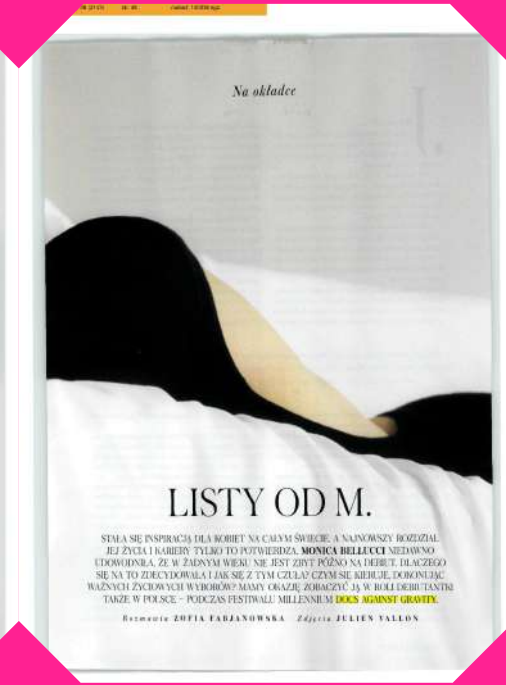 Na okładce
LISTY OD M.
STAŁA SIĘ INSPIRACJĄ DLA KOBIET NA CAŁYM ŚWIECIE, A NAJNOWSZY ROZDZIAŁ
JEJ ŻYCIA I KARIERY TYLKO TO POTWIERDZA. MONICA BELLUCCI NIEDAWNO
UDOWODNIŁA, ŻE W ŻADNYM WIEKU NIE JEST ZBYT PÓŹNO NA DEBIUT. DLACZEGO
SIĘ NA TO ZDECYDOWAŁA I JAK SIĘ Z TYM CZUŁA? CZYM SIĘ KIERUJE, DOKONUJĄC
WAŻNYCH ŻYCIOWYCH WYBORÓW? MAMY OKAZJĘ ZOBACZYĆ JĄ W ROLI DEBIUTANTKI
TAKŻE W POLSCE – PODCZAS FESTIWALU MILLENNIUM DOCS AGAINST GRAVITY.
Rozmawia ZOFIA FABJANOWSKA Zdjęcia JULIEN VALLON